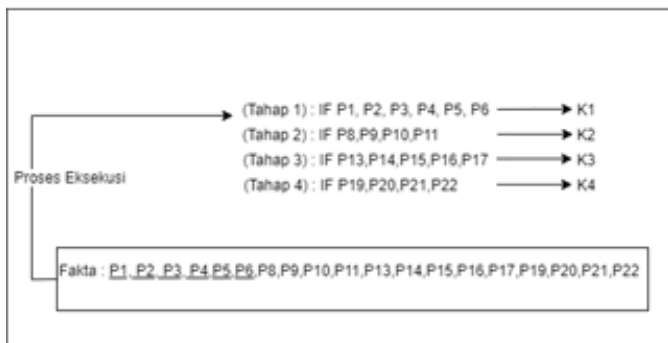 (Tahap 1) : IF P1, P2, P3, P4, P5, P6 K1
(Tahap 2) : IF P8,P9,P10,P11 K2
(Tahap 3) : IF P13,P14,P15,P16,P17 K3
(Tahap 4) : IF P19,P20,P21,P22 K4
Proses Eksekusi
Fakta : P1, P2, P3, P4,P5,P6,P8,P9,P10,P11,P13,P14,P15,P16,P17,P19,P20,P21,P22